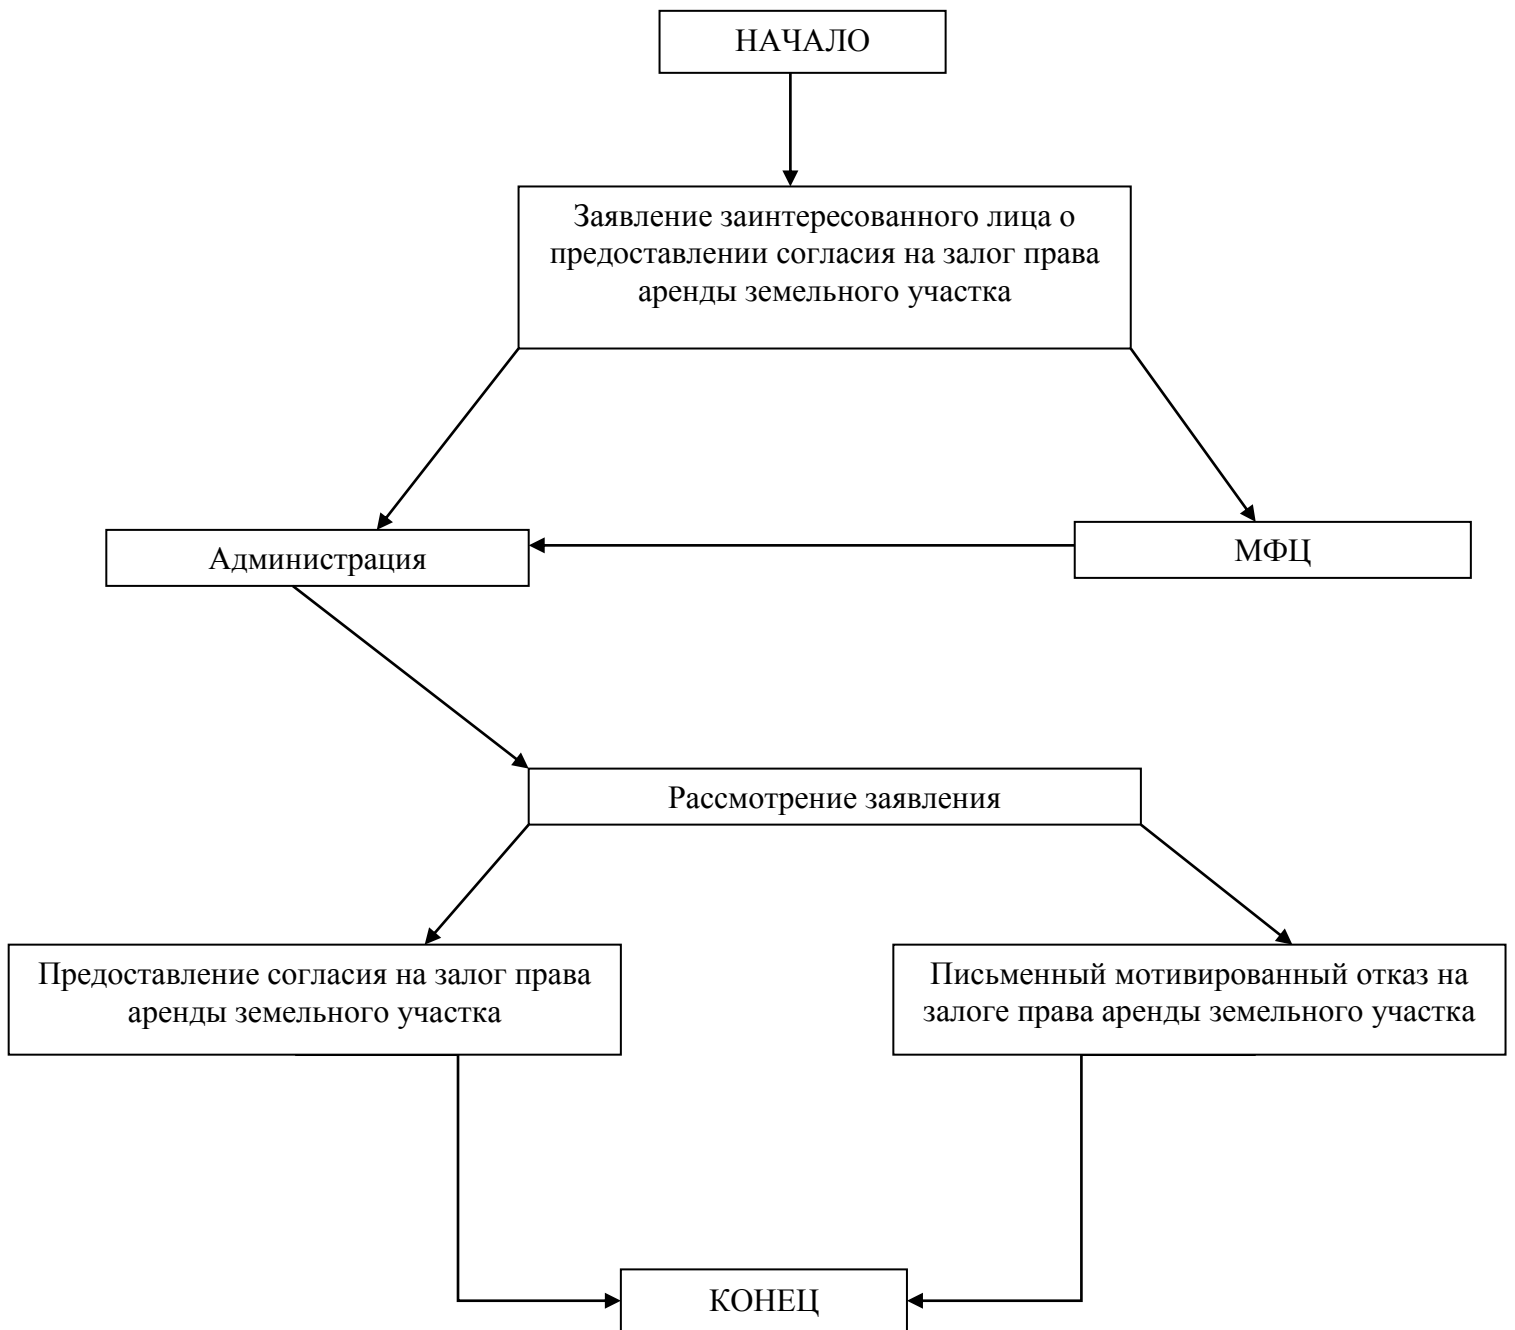 НАЧАЛО
Заявление заинтересованного лица о
предоставлении согласия на залог права
аренды земельного участка
Администрация
МФЦ
Рассмотрение заявления
Предоставление согласия на залог права
аренды земельного участка
Письменный мотивированный отказ на
залоге права аренды земельного участка
КОНЕЦ